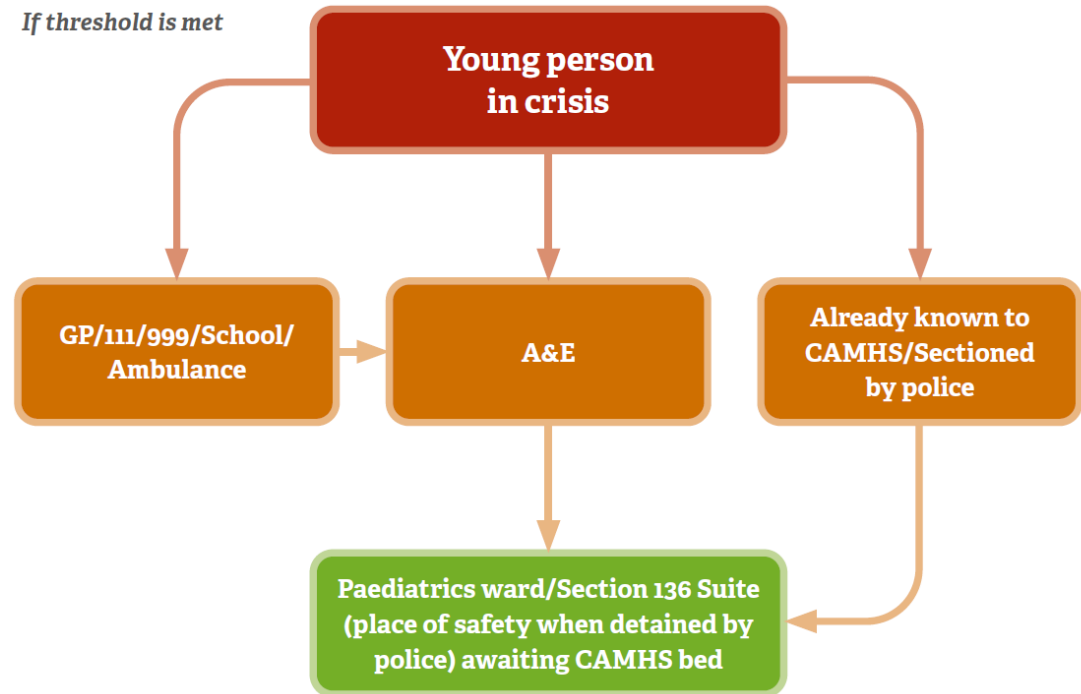 If threshold is met
Young person
in crisis
GP/111/999/School/
Ambulance
A&E
Already known to
CAMHS/Sectioned
by police
Paediatrics ward/Section 136 Suite
(place of safety when detained by
police) awaiting CAMHS bed